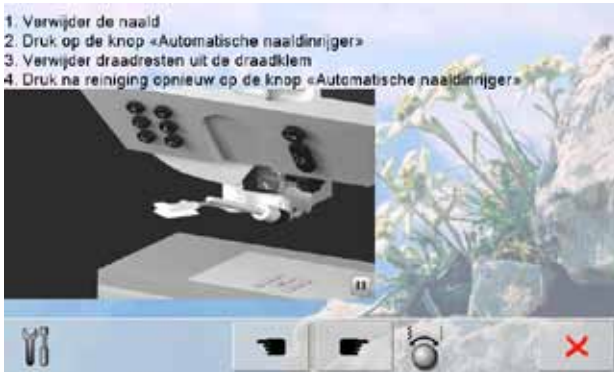 1. Verwijder de naald
2. Druk op de knop «Automatische naaldinrijger»
3. Verwijder draadresten uit de draadklem
4. Druk na reiniging opnieuw op de knop «Automatische naaldinrijger»